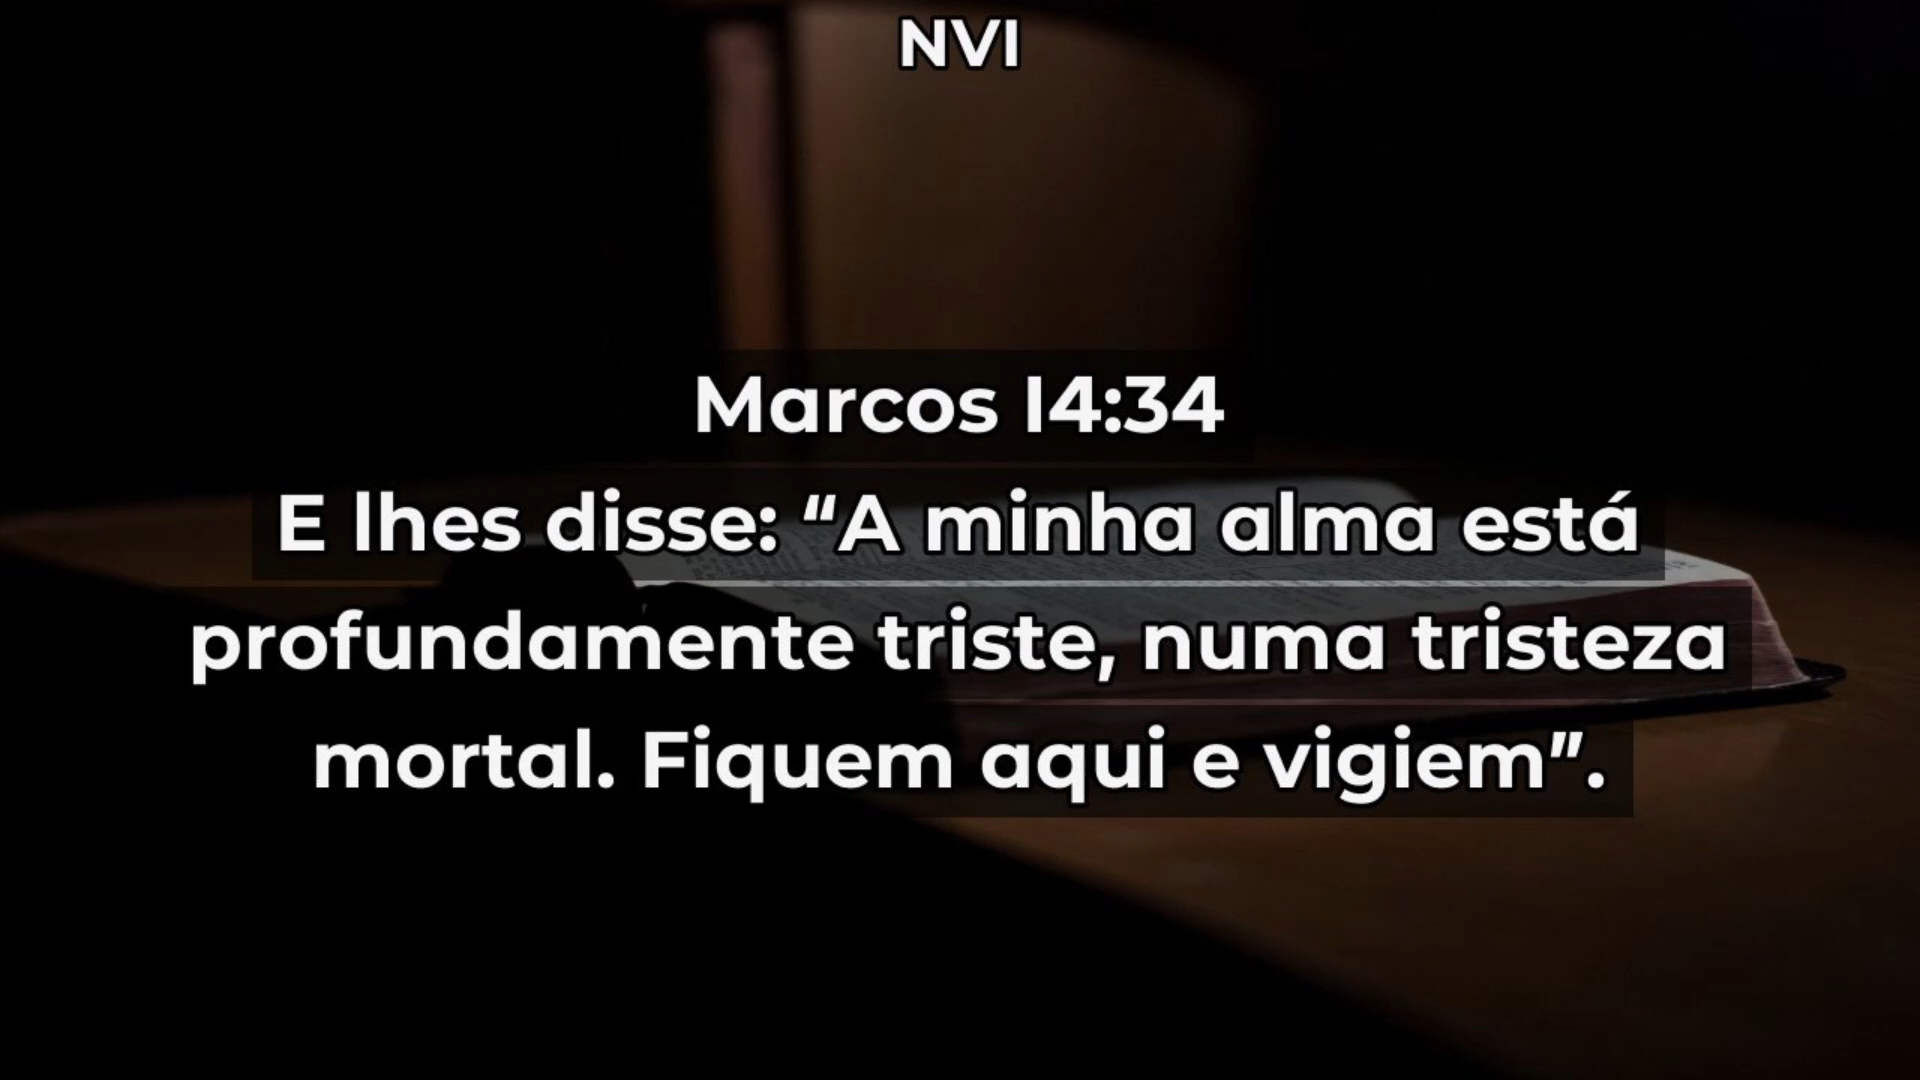 NVI
Marcos 14:34
E lhes disse: “A minha alma está
profundamente triste, numa tristeza
mortal. Fiquem aqui e vigiem”.